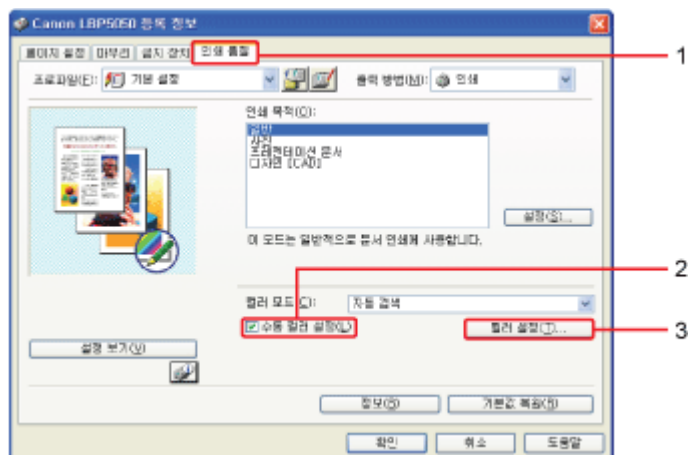 Canon LBP5050 등록 정보
페이지 설정 마무리 급지 장치 인쇄 품질
1
프로파일(F): 기본 설정 출력 방법(M): 인쇄
인쇄 목적(O):
일반
사진
프레젠테이션 문서
디자인 [CAD]
설정(S)...
이 모드는 일반적으로 문서 인쇄에 사용합니다.
2
컬러 모드(C): 자동 검색
수동 컬러 설정(L) 컬러 설정(T)... 3
설정 보기(V)
정보(B) 기본값 복원(R)
확인 취소 도움말